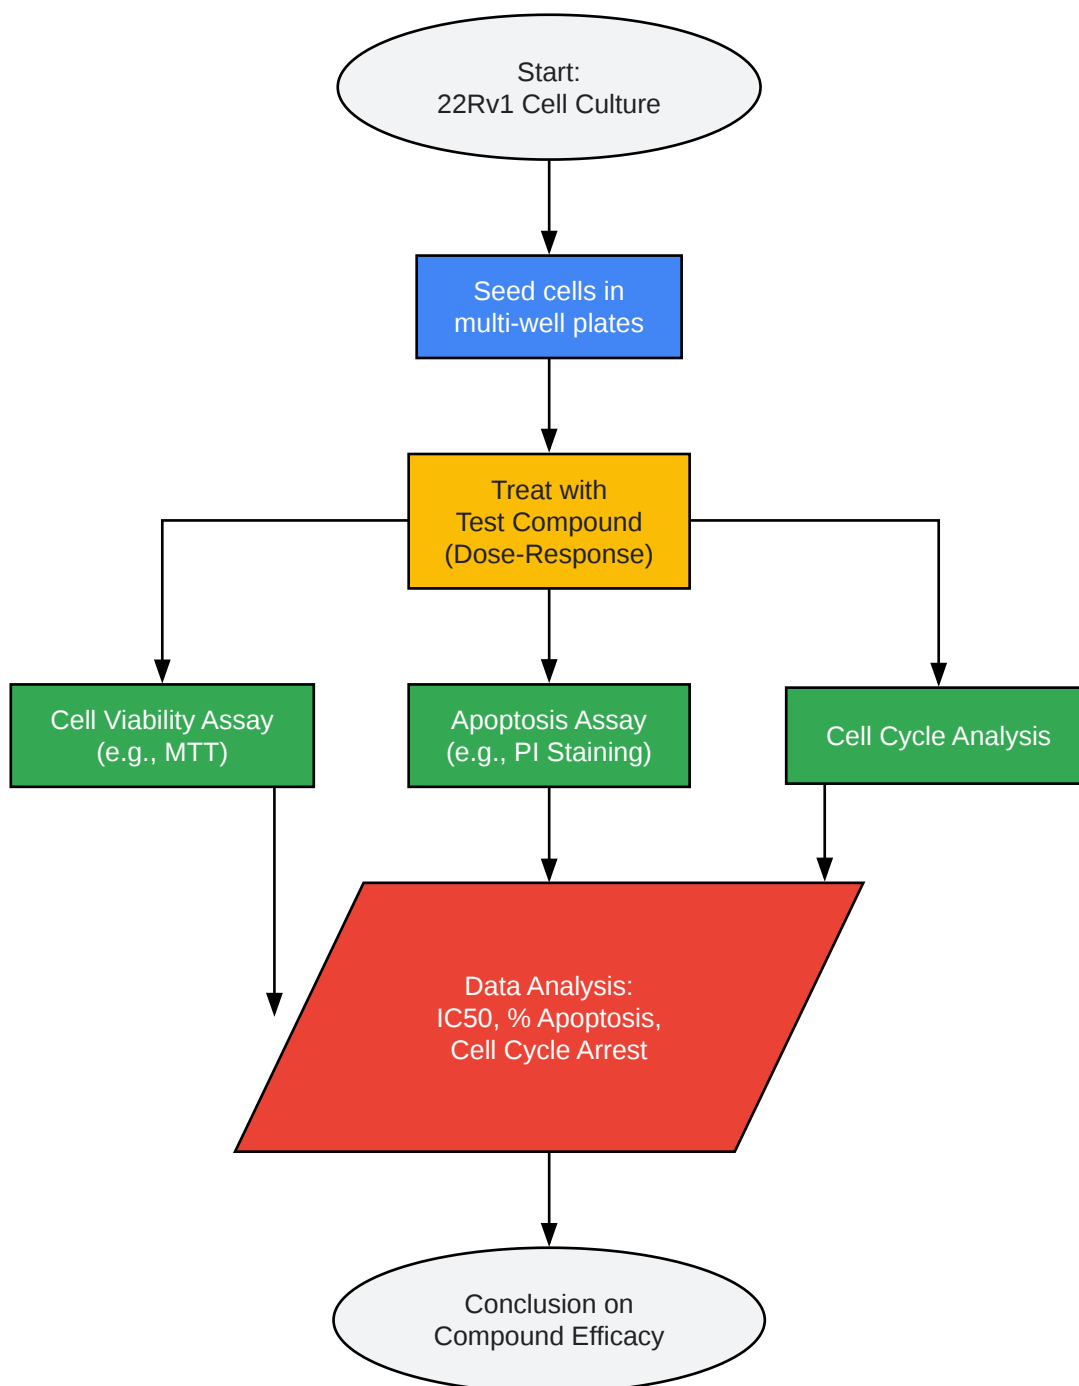 Start:
22Rv1 Cell Culture
Seed cells in
multi-well plates
Treat with
Test Compound
(Dose-Response)
Cell Viability Assay
(e.g., MTT)
Apoptosis Assay
(e.g., PI Staining)
Cell Cycle Analysis
Data Analysis:
IC50, % Apoptosis,
Cell Cycle Arrest
Conclusion on
Compound Efficacy